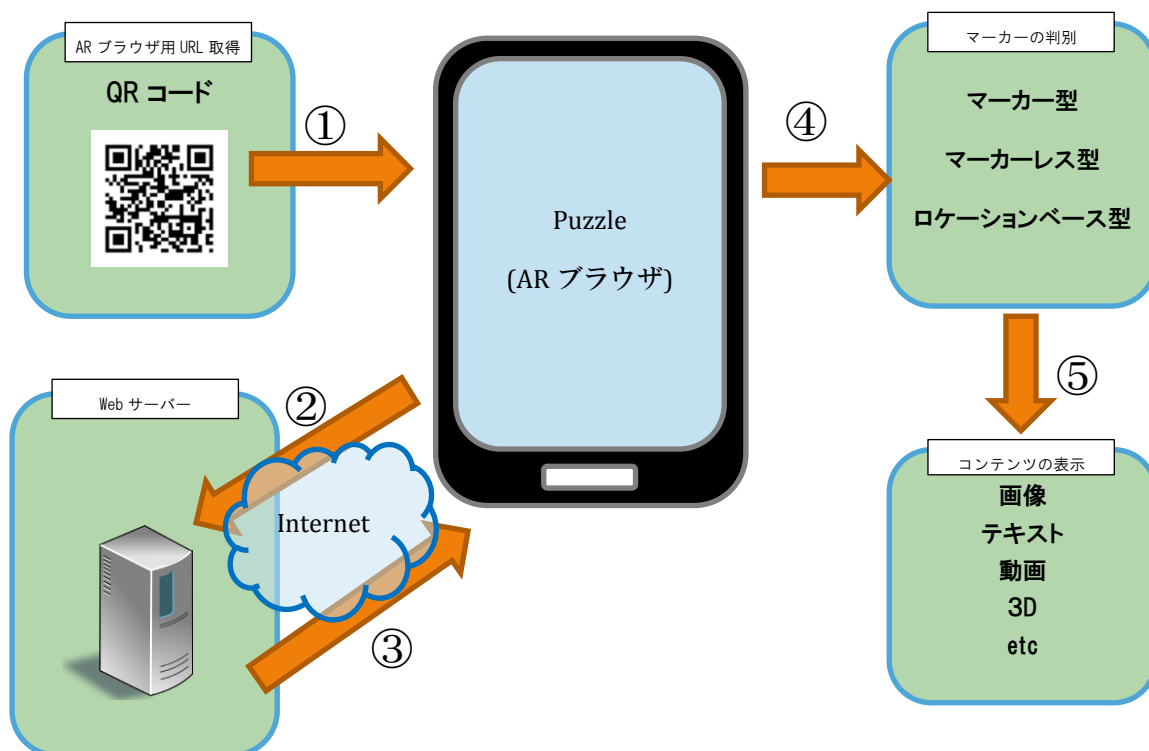 AR ブラウザ用 URL 取得
QR コード
①
Puzzle
(AR ブラウザ)
④
マーカーの判別
マーカー型
マーカーレス型
ロケーションベース型
⑤
Web サーバー
②
Internet
③
コンテンツの表示
画像
テキスト
動画
3D
etc